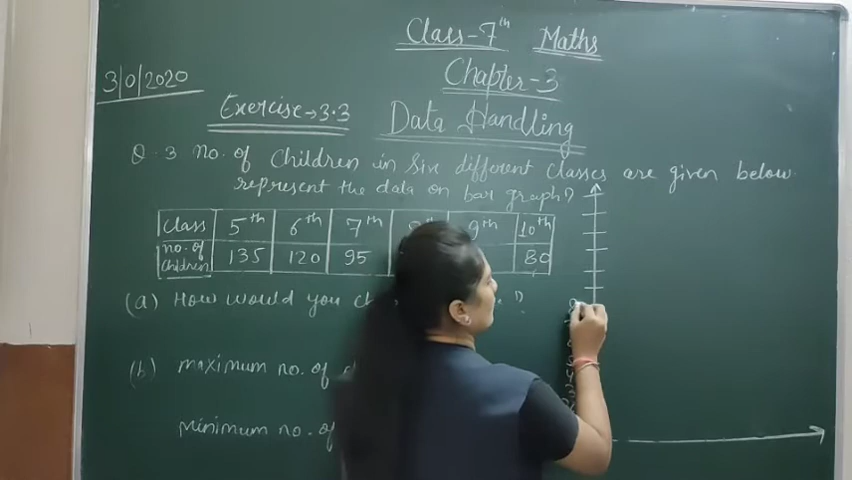 Class-7th Maths
Chapter-3
3/0/2020
Exercise→3.3
Data Handling
Q.3 No. of Children in Six different Classes are given below.
represent the data on bar graph?
Class 5th 6th 7th 9th 10th
no. of Children 135 120 95 80
(a) How would you
(b) maximum no. of
minimum no. of